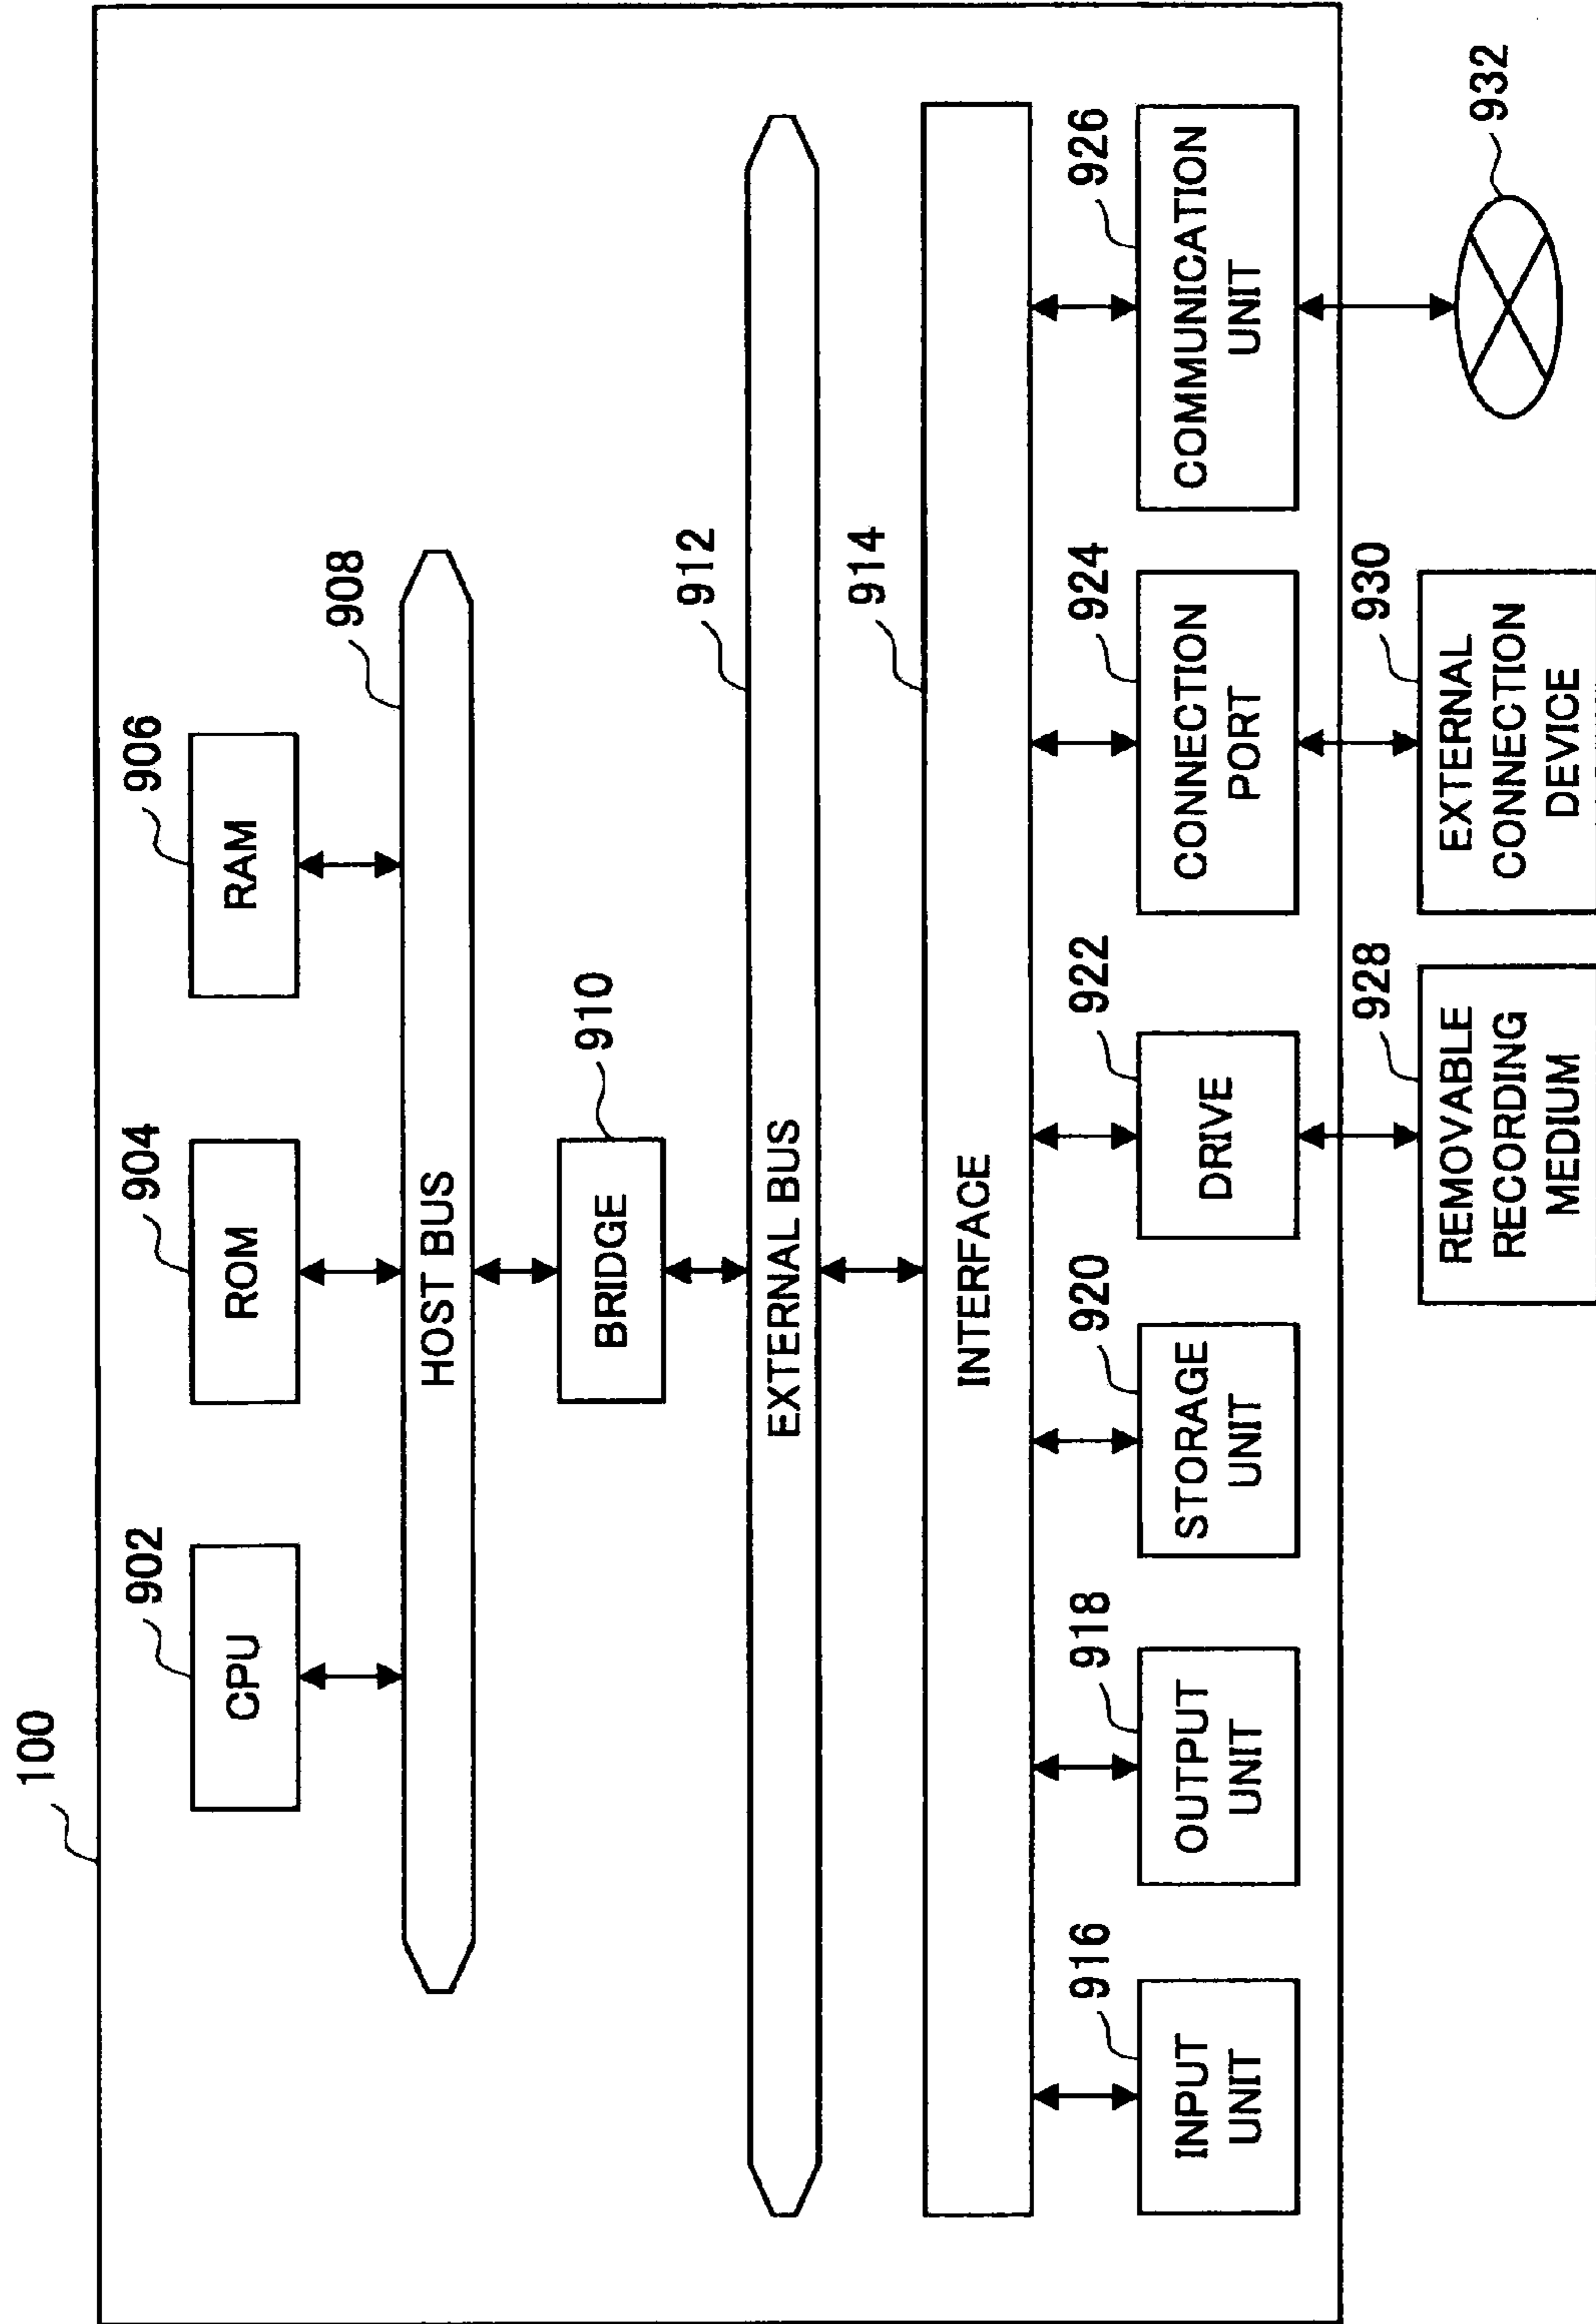 100
902
CPU
904
ROM
906
RAM
908
HOST BUS
910
BRIDGE
912
EXTERNAL BUS
914
INTERFACE
916
INPUT
UNIT
918
OUTPUT
UNIT
920
STORAGE
UNIT
922
DRIVE
924
CONNECTION
PORT
926
COMMUNICATION
UNIT
928
REMOVABLE
RECORDING
MEDIUM
930
EXTERNAL
CONNECTION
DEVICE
932